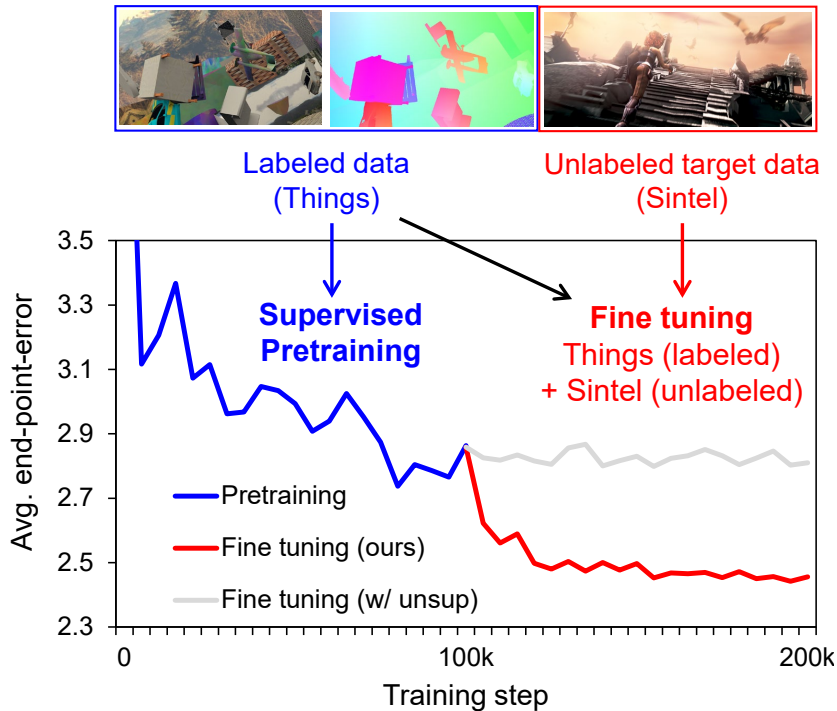 Labeled data
(Things)
Unlabeled target data
(Sintel)
3.5
3.3
3.1
2.9
2.7
2.5
2.3
Avg. end-point-error
Supervised
Pretraining
Fine tuning
Things (labeled)
+ Sintel (unlabeled)
Pretraining
Fine tuning (ours)
Fine tuning (w/ unsup)
0
100k
200k
Training step